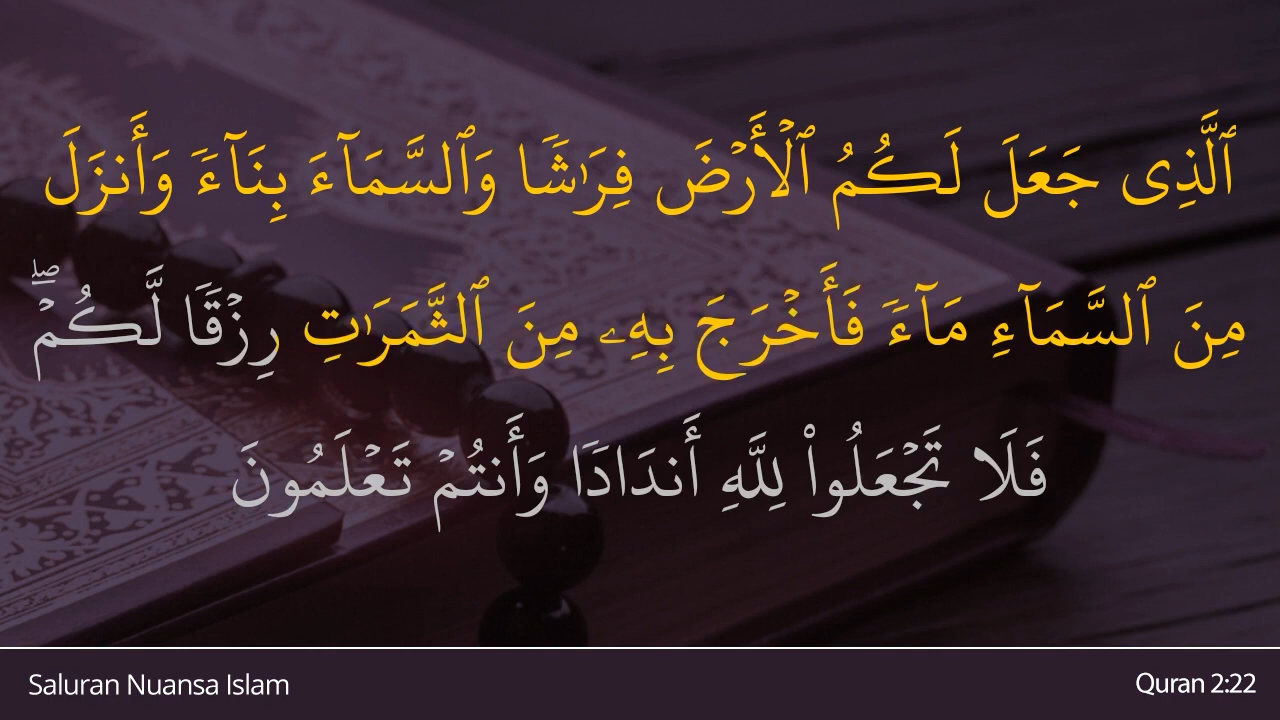 ٱلَّذِى جَعَلَ لَكُمُ ٱلْأَرْضَ فِرَٰشًا وَٱلسَّمَآءَ بِنَآءً وَأَنزَلَ
مِنَ ٱلسَّمَآءِ مَآءً فَأَخْرَجَ بِهِۦ مِنَ ٱلثَّمَرَٰتِ رِزْقًا لَّكُمْ ۖ
فَلَا تَجْعَلُوا۟ لِلَّهِ أَندَادًا وَأَنتُمْ تَعْلَمُونَ
Saluran Nuansa Islam
Quran 2:22